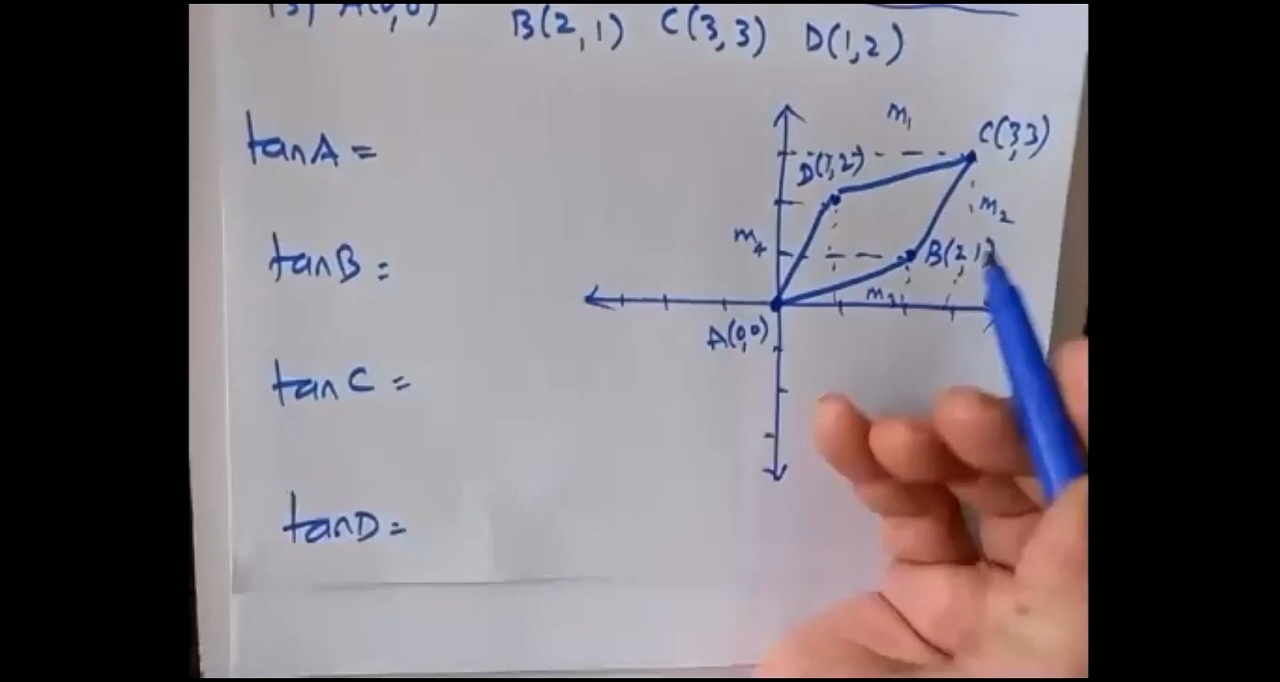 B(2,1) C(3,3) D(1,2)
m₁
C(3,3)
tanA =
D(1,2)
m₂
m₄
B(2,1)
tanB =
m₃
A(0,0)
tanC =
tanD =